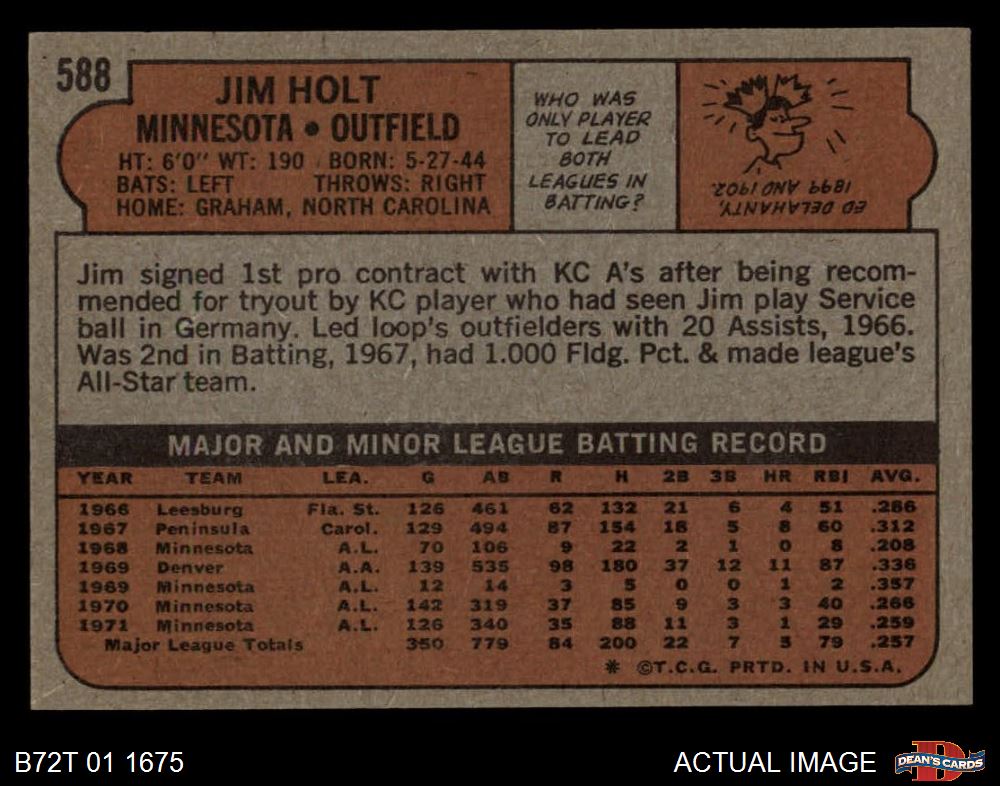 588
JIM HOLT
MINNESOTA • OUTFIELD
HT: 6'0" WT: 190 BORN: 5-27-44
BATS: LEFT THROWS: RIGHT
HOME: GRAHAM, NORTH CAROLINA
WHO WAS
ONLY PLAYER
TO LEAD
BOTH
LEAGUES IN
BATTING?
ED DELAHANTY,
1899 AND 1902.
Jim signed 1st pro contract with KC A's after being recom-
mended for tryout by KC player who had seen Jim play Service
ball in Germany. Led loop's outfielders with 20 Assists, 1966.
Was 2nd in Batting, 1967, had 1.000 Fldg. Pct. & made league's
All-Star team.
MAJOR AND MINOR LEAGUE BATTING RECORD
YEAR TEAM LEA. G AB R H 2B 3B HR RBI AVG.
1966 Leesburg Fla. St. 126 461 62 132 21 6 4 51 .286
1967 Peninsula Carol. 129 494 87 154 18 5 8 60 .312
1968 Minnesota A.L. 70 106 9 22 2 1 0 8 .208
1969 Denver A.A. 139 535 98 180 37 12 11 87 .336
1969 Minnesota A.L. 12 14 3 5 0 0 1 2 .357
1970 Minnesota A.L. 142 319 37 85 9 3 3 40 .266
1971 Minnesota A.L. 126 340 35 88 11 3 1 29 .259
Major League Totals 350 779 84 200 22 7 5 79 .257
* ©T.C.G. PRTD. IN U.S.A.
B72T 01 1675
ACTUAL IMAGE
D
DEAN'S CARDS